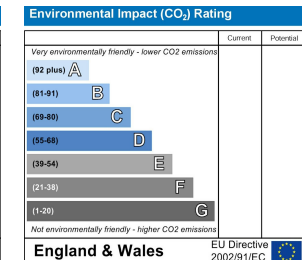 Environmental Impact (CO₂) Rating
Current Potential
Very environmentally friendly - lower CO2 emissions
(92 plus) A
(81-91) B
(69-80) C
(55-68) D
(39-54) E
(21-38) F
(1-20) G
Not environmentally friendly - higher CO2 emissions
England & Wales
EU Directive
2002/91/EC